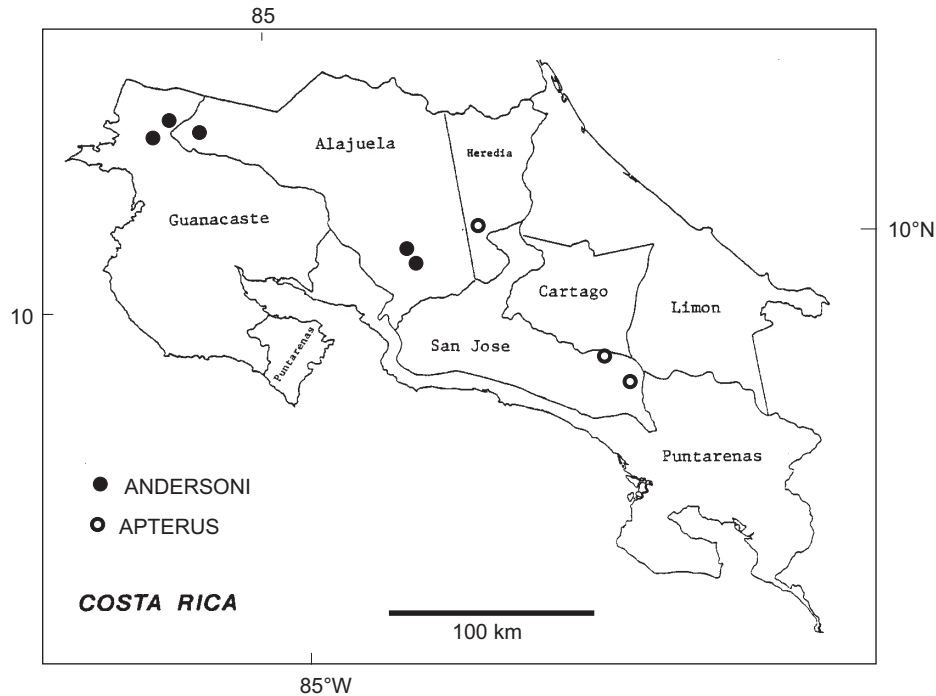 85
Alajuela
Heredia
Guanacaste
10°N
Cartago
Limon
10
San Jose
Puntarenas
Puntarenas
ANDERSONI
APTERUS
COSTA RICA
100 km
85°W